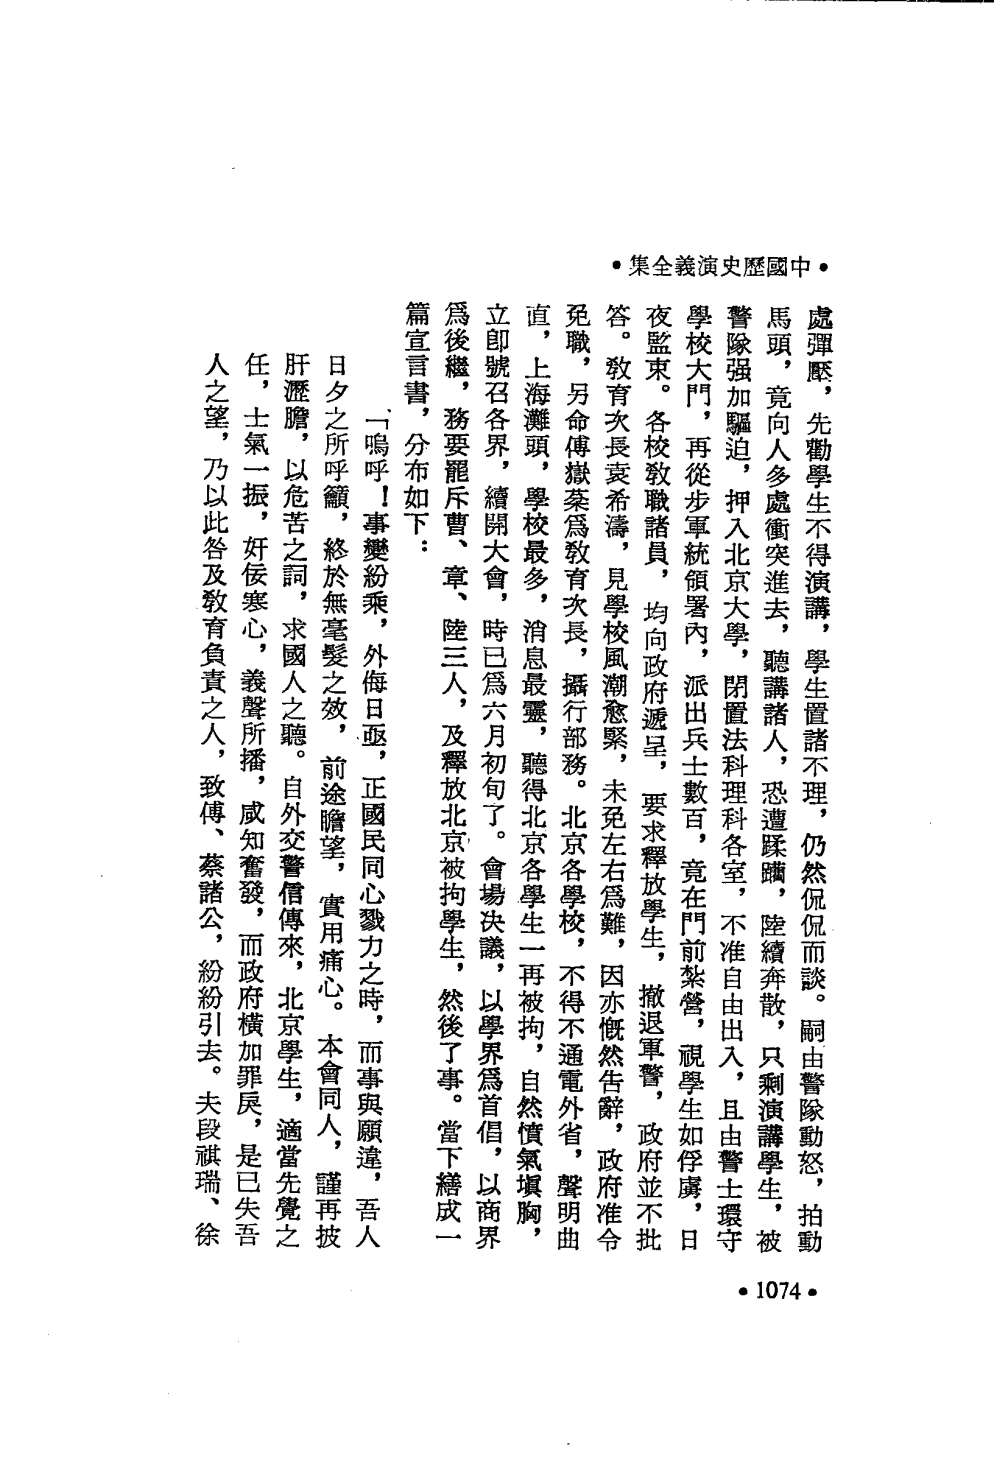 •中國歷史演義全集•
處彈壓，先勸學生不得演講，學生置諸不理，仍然侃侃而談。嗣由警隊動怒，拍動
馬頭，竟向人多處衝突進去，聽講諸人，恐遭蹂躪，陸續奔散，只剩演講學生，被
警隊强加驅迫，押入北京大學，閉置法科理科各室，不准自由出入，且由警士環守
學校大門，再從步軍統領署內，派出兵士數百，竟在門前紮營，視學生如俘虜，日
夜監束。各校敎職諸員，均向政府遞呈，要求釋放學生，撤退軍警，政府並不批
答。敎育次長袁希濤，見學校風潮愈緊，未免左右爲難，因亦慨然告辭，政府准令
免職，另命傅嶽棻爲敎育次長，攝行部務。北京各學校，不得不通電外省，聲明曲
直，上海灘頭，學校最多，消息最靈，聽得北京各學生一再被拘，自然憤氣塡胸，
立卽號召各界，續開大會，時已爲六月初旬了。會場決議，以學界爲首倡，以商界
爲後繼，務要罷斥曹、章、陸三人，及釋放北京被拘學生，然後了事。當下繕成一
篇宣言書，分布如下：
「嗚呼！事變紛乘，外侮日亟，正國民同心戮力之時，而事與願違，吾人
日夕之所呼籲，終於無毫髮之效，前途瞻望，實用痛心。本會同人，謹再披
肝瀝膽，以危苦之詞，求國人之聽。自外交警信傳來，北京學生，適當先覺之
任，士氣一振，奸佞寒心，義聲所播，咸知奮發，而政府橫加罪戾，是已失吾
人之望，乃以此咎及敎育負責之人，致傅、蔡諸公，紛紛引去。夫段祺瑞、徐
•1074•